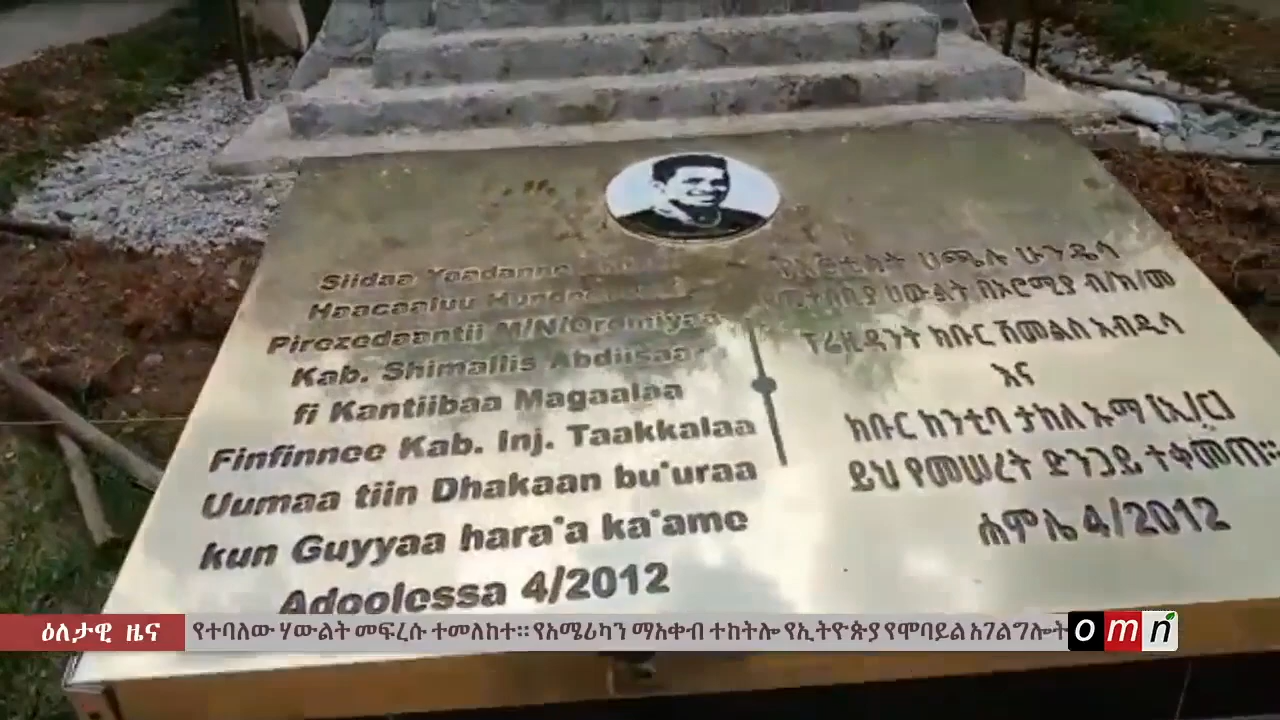 Siidaa Yaadannoo
Haacaaluu
Pirezedaantii M/N/Oromiyaa
Kab. Shimallis Abdiisaa
fi Kantiibaa Magaalaa
Finfinnee Kab. Inj. Taakkalaa
Uumaa tiin Dhakaan bu'uraa
kun Guyyaa hara'a ka'ame
Adoolessa 4/2012
የአርቲስት ሀጫሉ ሁንዴሳ
ሀውልት በኦሮሚያ ብ/ክ/መ
ፕሬዚዳንት ክቡር ሽመልስ አብዲሳ
እና
ክቡር ከንቲባ ታከለ ኡማ (ኢ/ር)
ይህ የመሠረት ድንጋይ ተቀመጠ።
ሐምሌ 4/2012
ዕለታዊ ዜና
የተባለው ሃውልት መፍረሱ ተመለከተ። የአሜሪካን ማእቀብ ተከትሎ የኢትዮጵያ የሞባይል አገልግሎት
omn